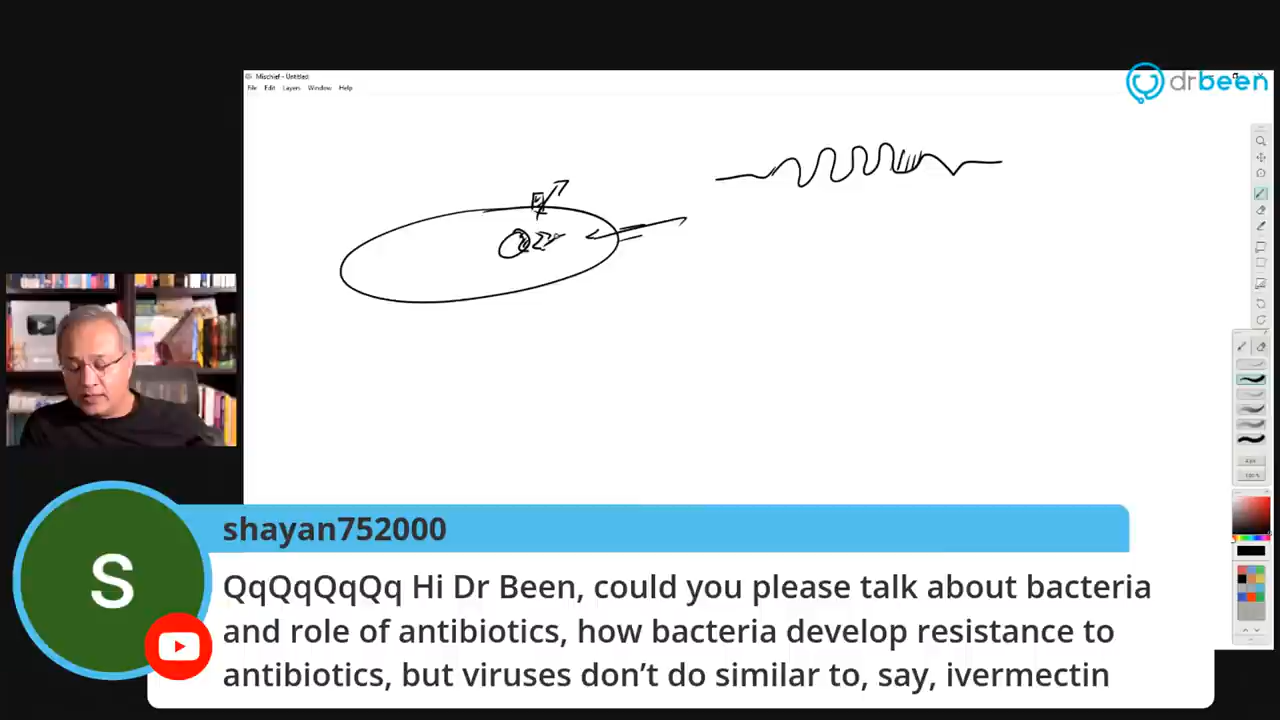 Mischief - Untitled
File Edit Layers Window Help
drbeen
S
shayan752000
QqQqQqQq Hi Dr Been, could you please talk about bacteria
and role of antibiotics, how bacteria develop resistance to
antibiotics, but viruses don’t do similar to, say, ivermectin